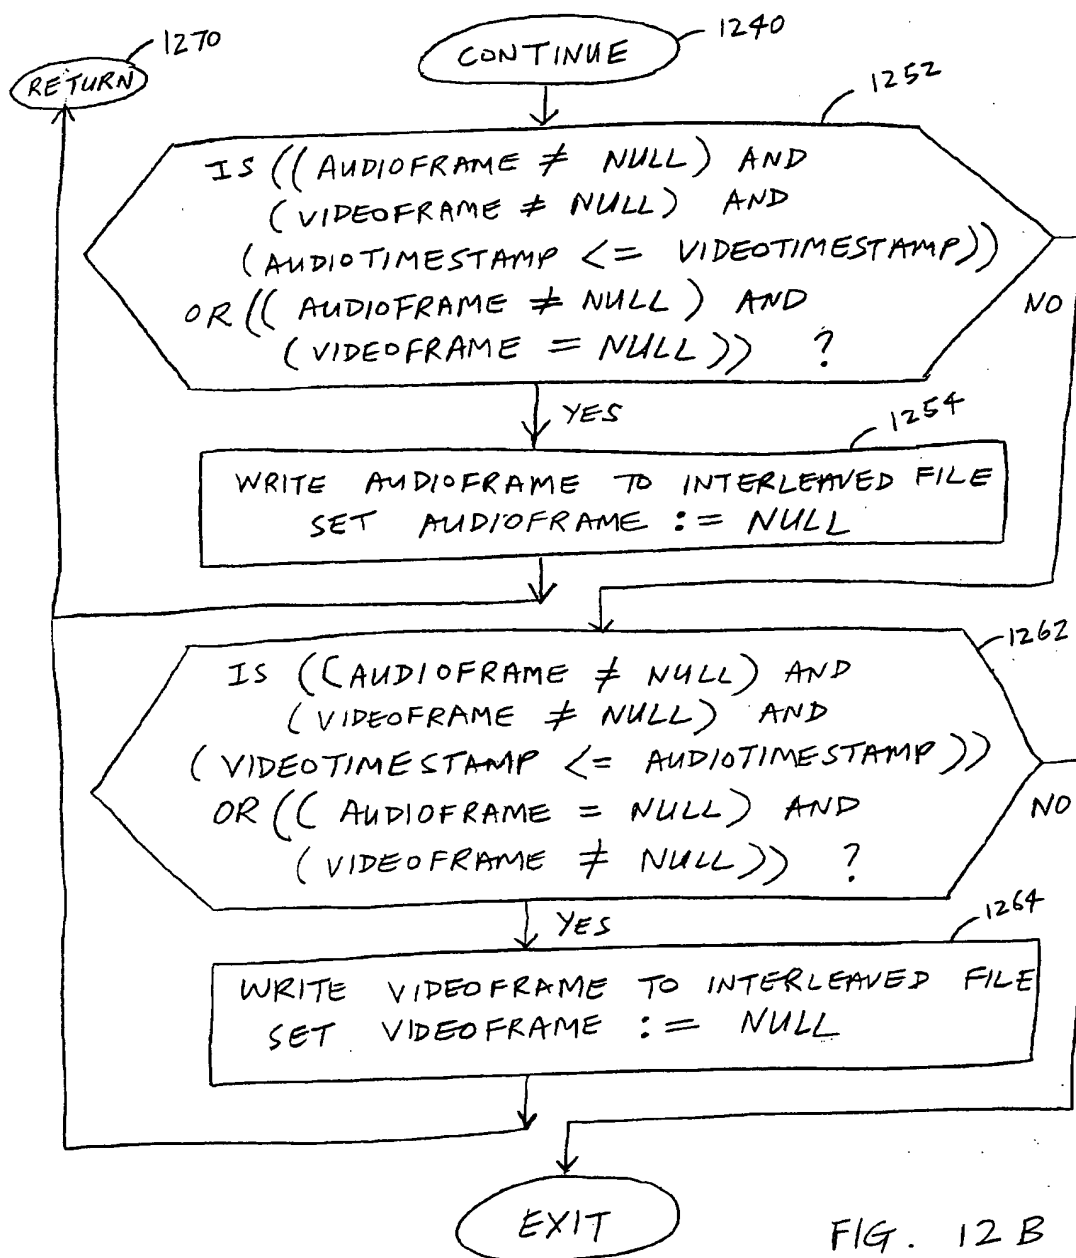 1270
RETURN
CONTINUE
1240
1252
IS ((AUDIOFRAME ≠ NULL) AND
(VIDEOFRAME ≠ NULL) AND
(AUDIOTIMESTAMP <= VIDEOTIMESTAMP))
OR (( AUDIOFRAME ≠ NULL ) AND
( VIDEOFRAME = NULL )) ?
NO
YES
1254
WRITE AUDIOFRAME TO INTERLEAVED FILE
SET AUDIOFRAME := NULL
1262
IS ((AUDIOFRAME ≠ NULL) AND
(VIDEOFRAME ≠ NULL) AND
( VIDEOTIMESTAMP <= AUDIOTIMESTAMP ))
OR (( AUDIOFRAME = NULL) AND
( VIDEOFRAME ≠ NULL )) ?
NO
YES
1264
WRITE VIDEOFRAME TO INTERLEAVED FILE
SET VIDEOFRAME := NULL
EXIT
FIG. 12 B